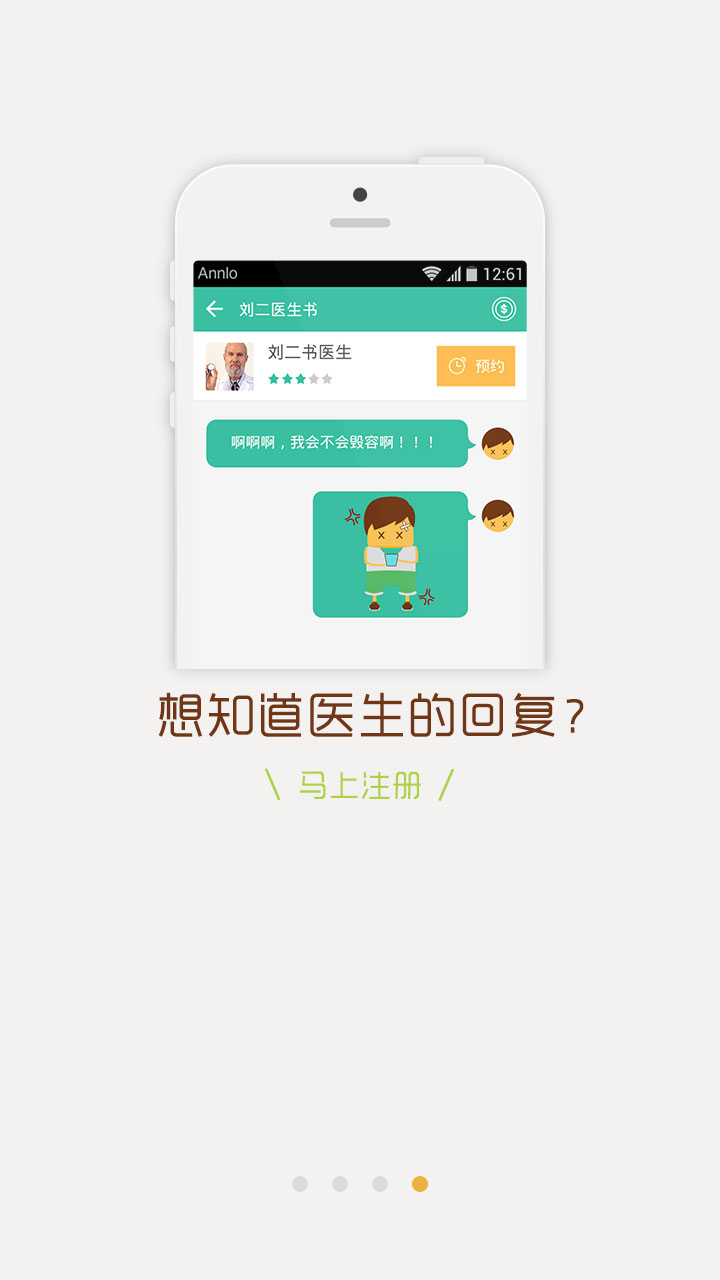 Annlo 12:61
刘二医生书
刘二书医生
预约
啊啊啊，我会不会毁容啊！！！
想知道医生的回复?
\ 马上注册 /